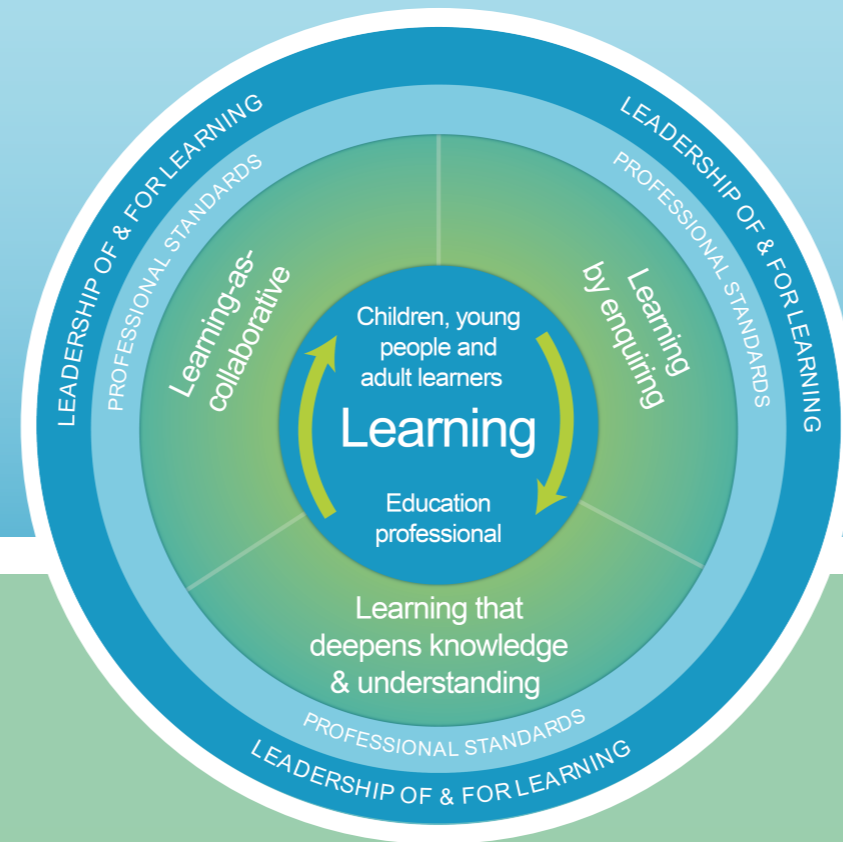 LEADERSHIP OF & FOR LEARNING
LEADERSHIP OF & FOR LEARNING
PROFESSIONAL STANDARDS
PROFESSIONAL STANDARDS
Learning-as-
collaborative
Learning
by enquiring
Children, young
people and
adult learners
Learning
Education
professional
Learning that
deepens knowledge
& understanding
PROFESSIONAL STANDARDS
LEADERSHIP OF & FOR LEARNING